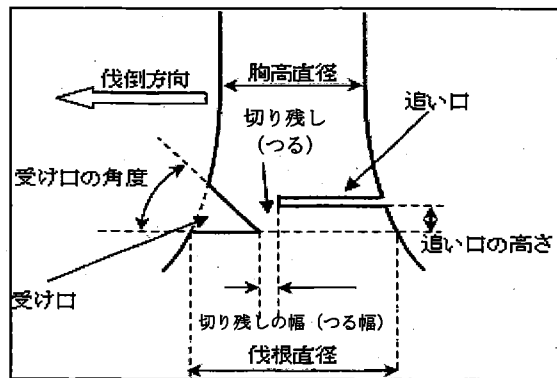 伐倒方向
胸高直径
追い口
切り残し
（つる）
受け口の角度
追い口の高さ
受け口
切り残しの幅（つる幅）
伐根直径